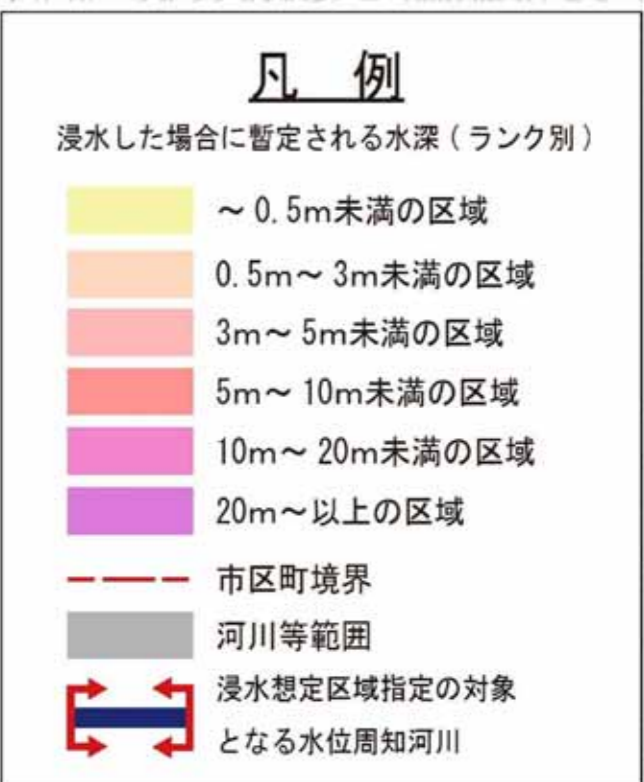 凡 例
浸水した場合に暫定される水深(ランク別)
～0.5m未満の区域
0.5m～3m未満の区域
3m～5m未満の区域
5m～10m未満の区域
10m～20m未満の区域
20m～以上の区域
市区町境界
河川等範囲
浸水想定区域指定の対象
となる水位周知河川